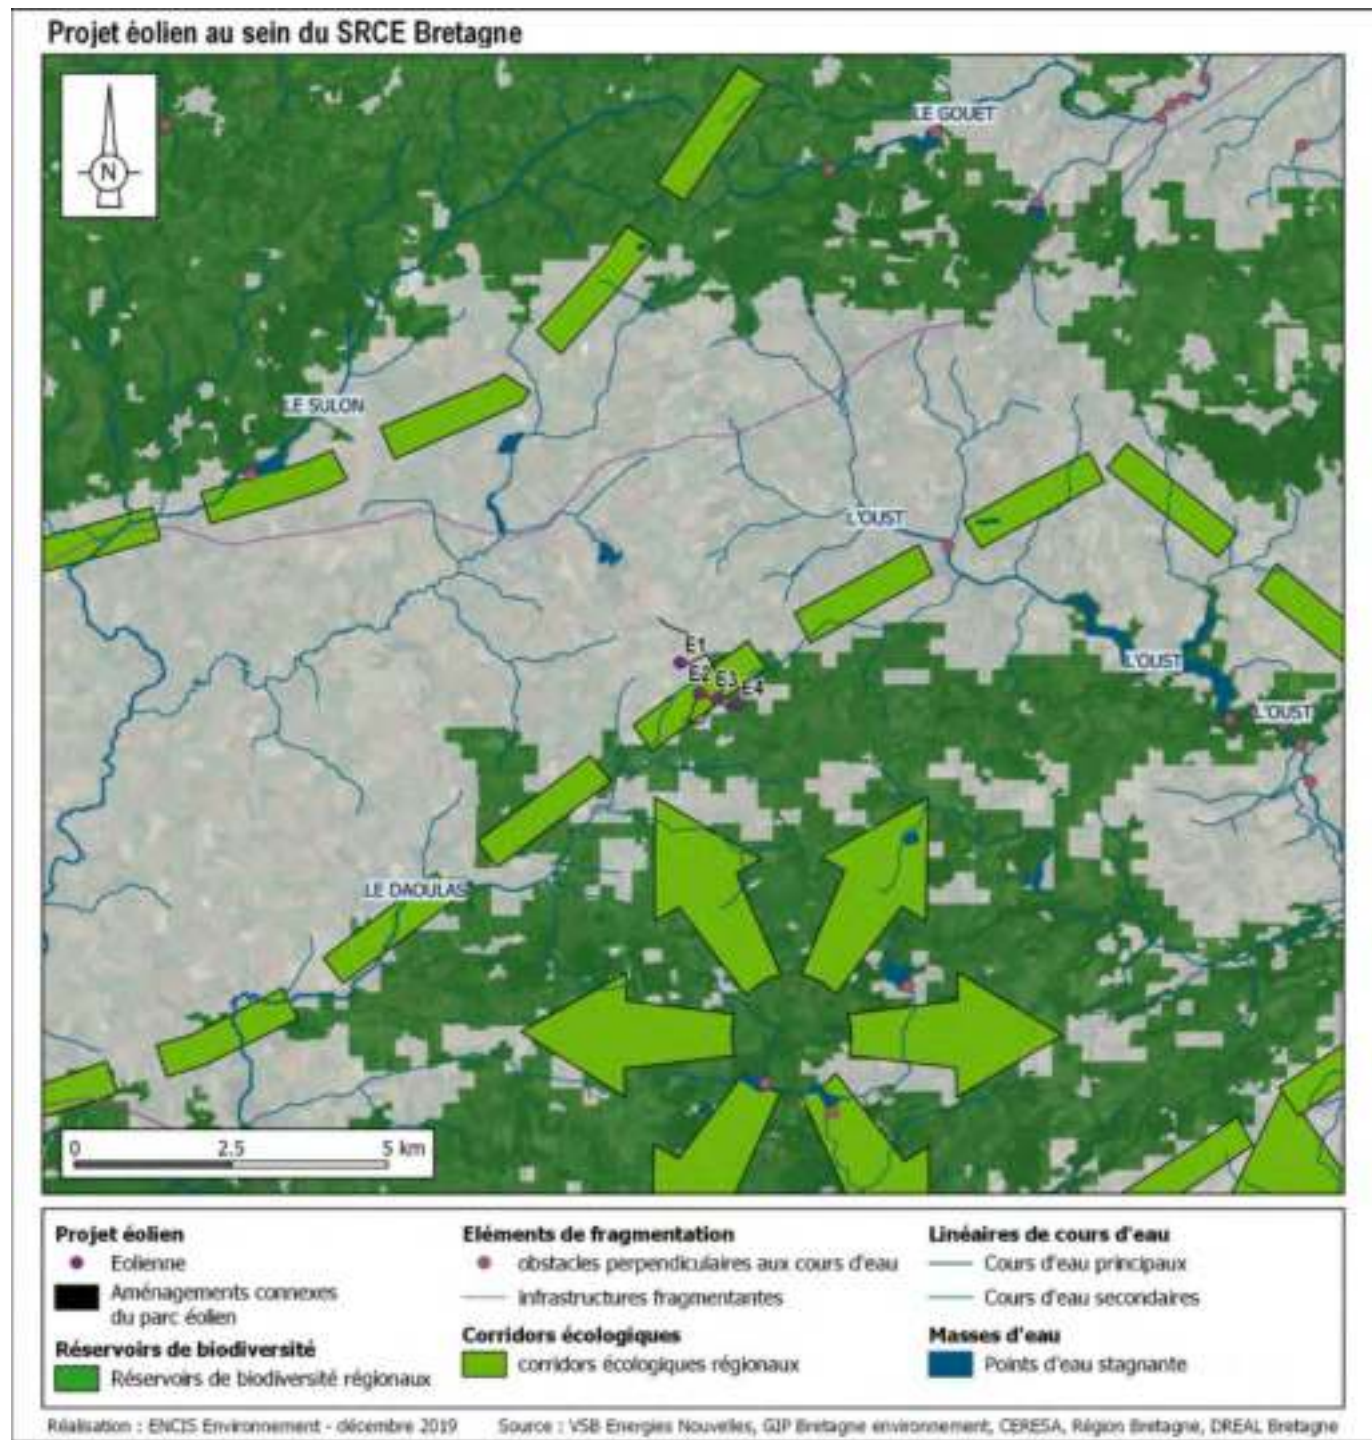 Projet éolien au sein du SRCE Bretagne
N
LE GOUET
LE SULON
L'OUST
E1
E2
E3
E4
L'OUST
L'OUST
LE DAOULAS
0 2.5 5 km
Projet éolien
Eolienne
Aménagements connexes
du parc éolien
Réservoirs de biodiversité
Réservoirs de biodiversité régionaux
Eléments de fragmentation
obstacles perpendiculaires aux cours d'eau
infrastructures fragmentantes
Corridors écologiques
corridors écologiques régionaux
Linéaires de cours d'eau
Cours d'eau principaux
Cours d'eau secondaires
Masses d'eau
Points d'eau stagnante
Réalisation : ENCIS Environnement - décembre 2019
Source : VSB Energies Nouvelles, GIP Bretagne environnement, CERESA, Région Bretagne, DREAL Bretagne